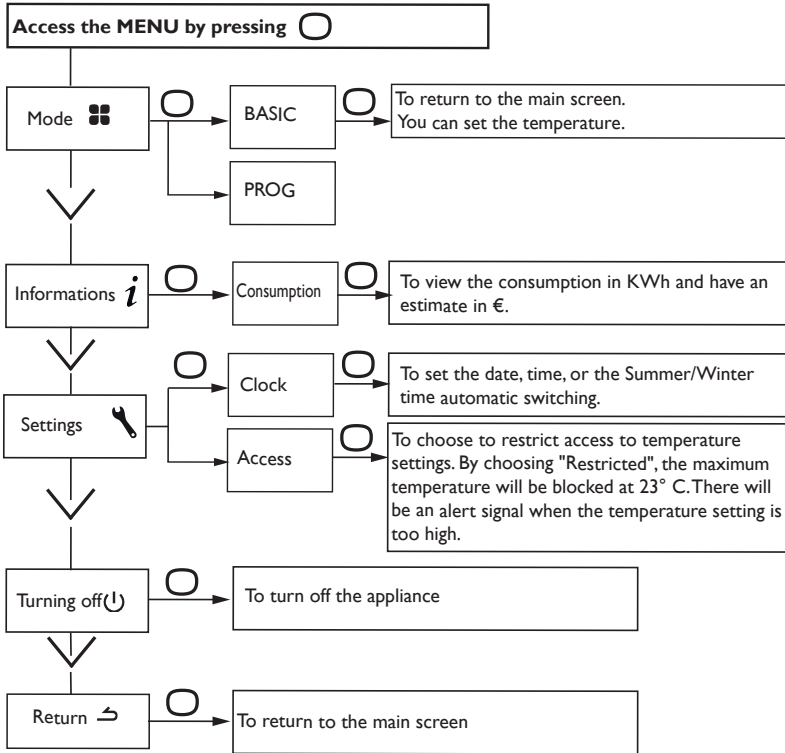 Access the MENU by pressing
Mode
BASIC
To return to the main screen.
You can set the temperature.
PROG
Informations i
Consumption
To view the consumption in KWh and have an
estimate in €.
Settings
Clock
To set the date, time, or the Summer/Winter
time automatic switching.
Access
To choose to restrict access to temperature
settings. By choosing "Restricted", the maximum
temperature will be blocked at 23° C. There will
be an alert signal when the temperature setting is
too high.
Turning off
To turn off the appliance
Return
To return to the main screen